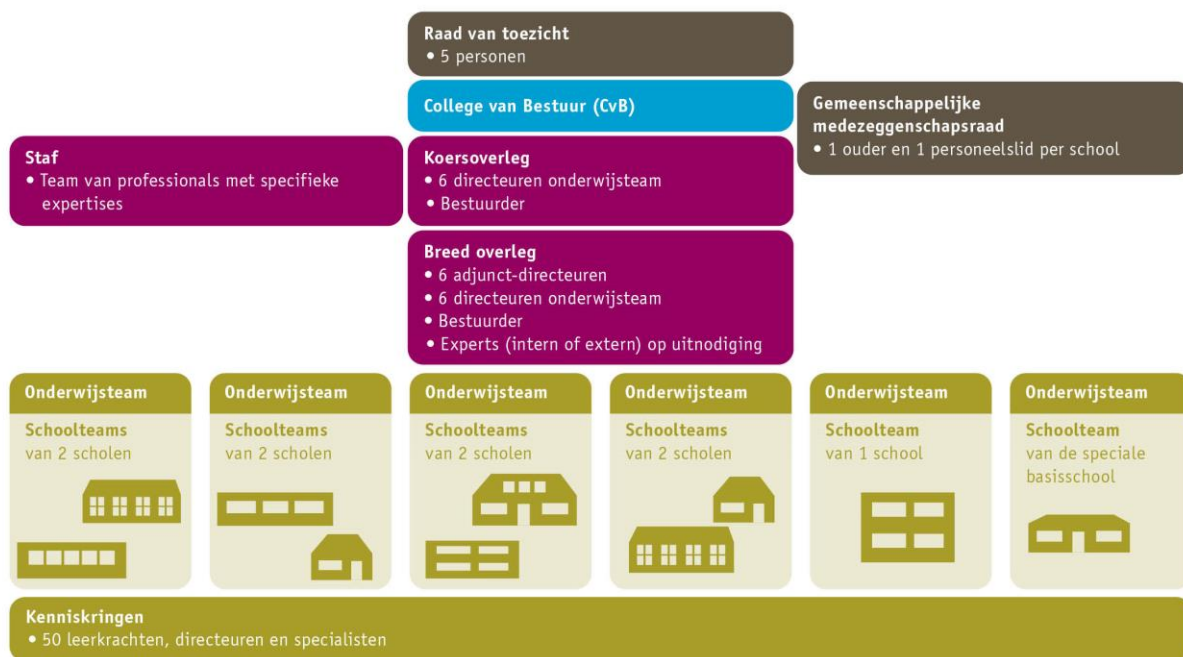 Raad van toezicht
• 5 personen
College van Bestuur (CvB)
Gemeenschappelijke
medezeggenschapsraad
• 1 ouder en 1 personeelslid per school
Staf
• Team van professionals met specifieke
expertises
Koersoverleg
• 6 directeuren onderwijsteam
• Bestuurder
Breed overleg
• 6 adjunct-directeuren
• 6 directeuren onderwijsteam
• Bestuurder
• Experts (intern of extern) op uitnodiging
Onderwijsteam
Schoolteams
van 2 scholen
Onderwijsteam
Schoolteams
van 2 scholen
Onderwijsteam
Schoolteams
van 2 scholen
Onderwijsteam
Schoolteams
van 2 scholen
Onderwijsteam
Schoolteam
van 1 school
Onderwijsteam
Schoolteam
van de speciale
basisschool
Kenniskringen
• 50 leerkrachten, directeuren en specialisten